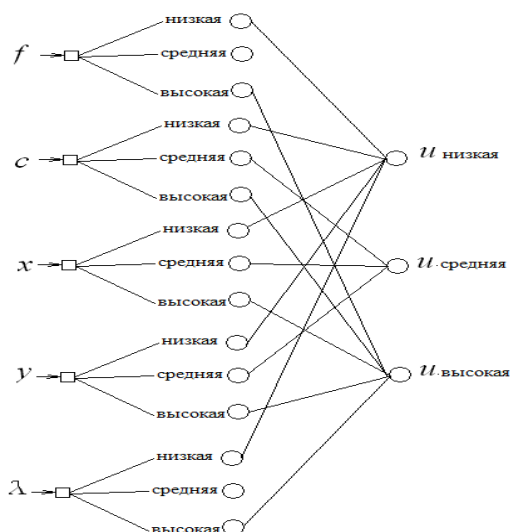 низкая
f
средняя
высокая
низкая
c
средняя
высокая
низкая
x
средняя
высокая
низкая
y
средняя
высокая
низкая
λ
средняя
высокая
u низкая
u.средняя
u.высокая